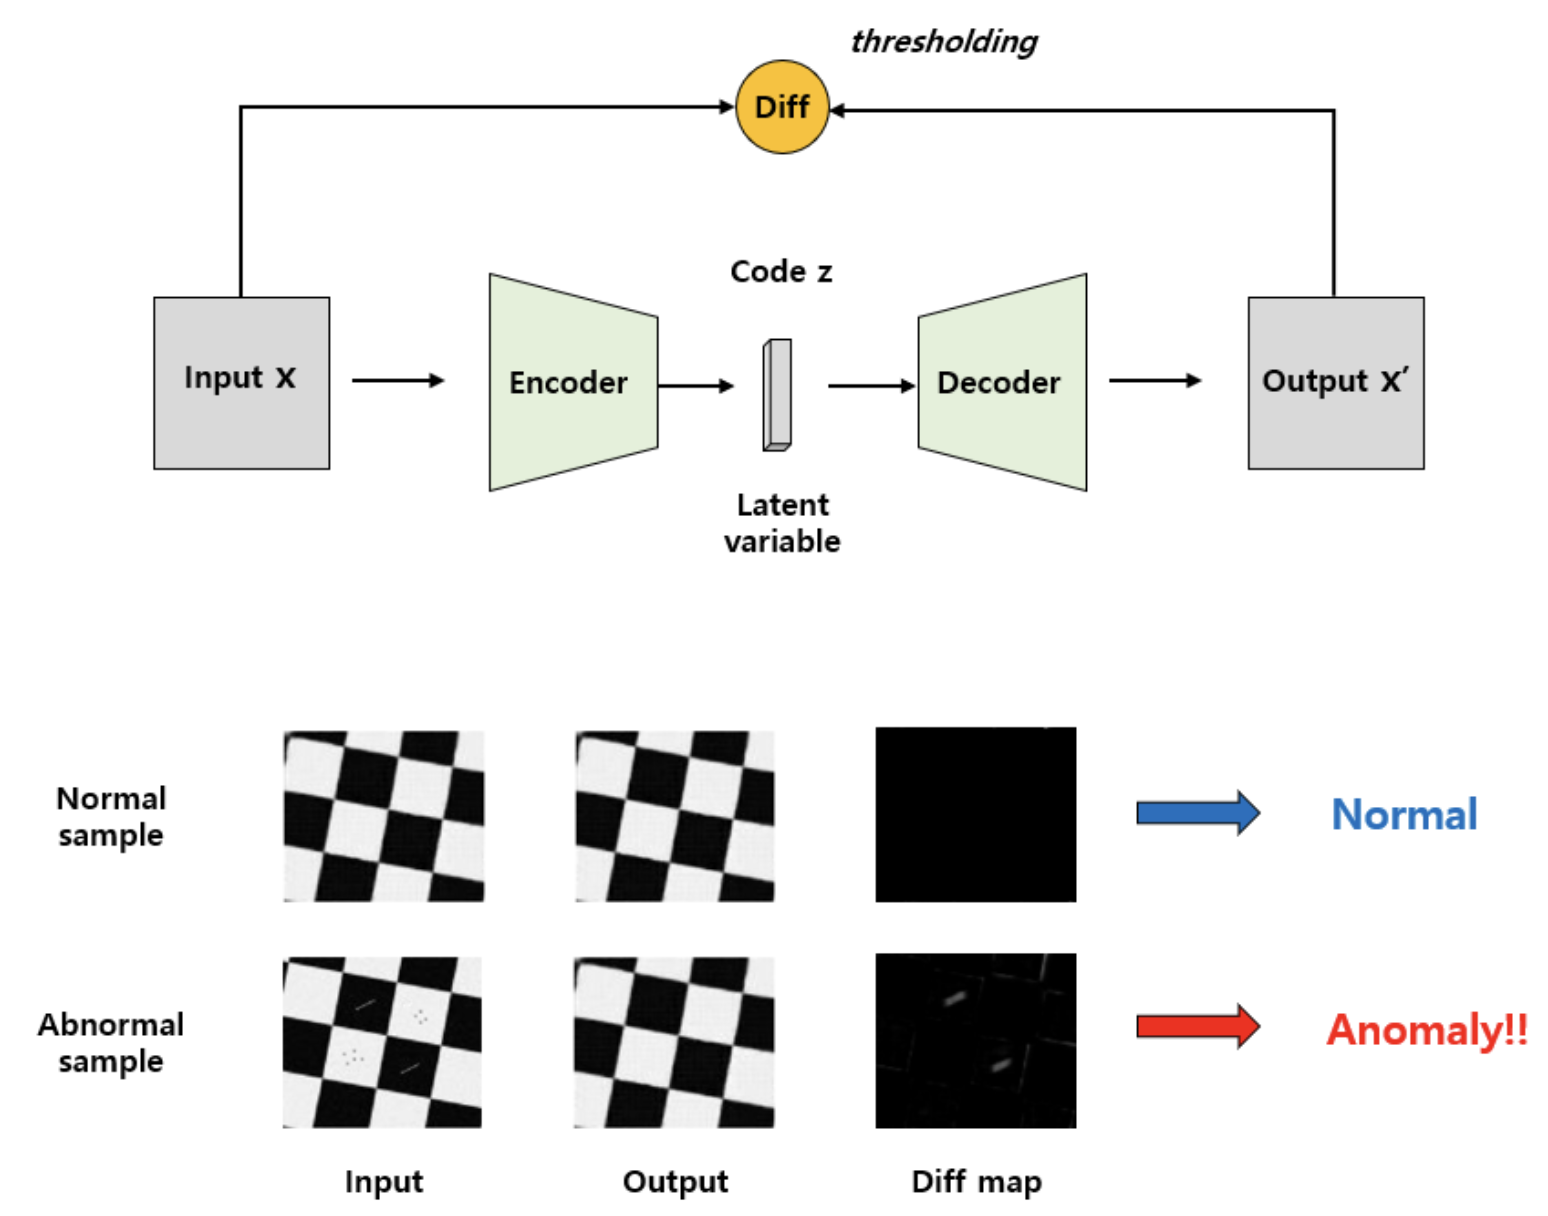 thresholding
Diff
Code z
Input x
Encoder
Decoder
Output x′
Latent
variable
Normal
sample
Normal
Abnormal
sample
Anomaly!!
Input
Output
Diff map